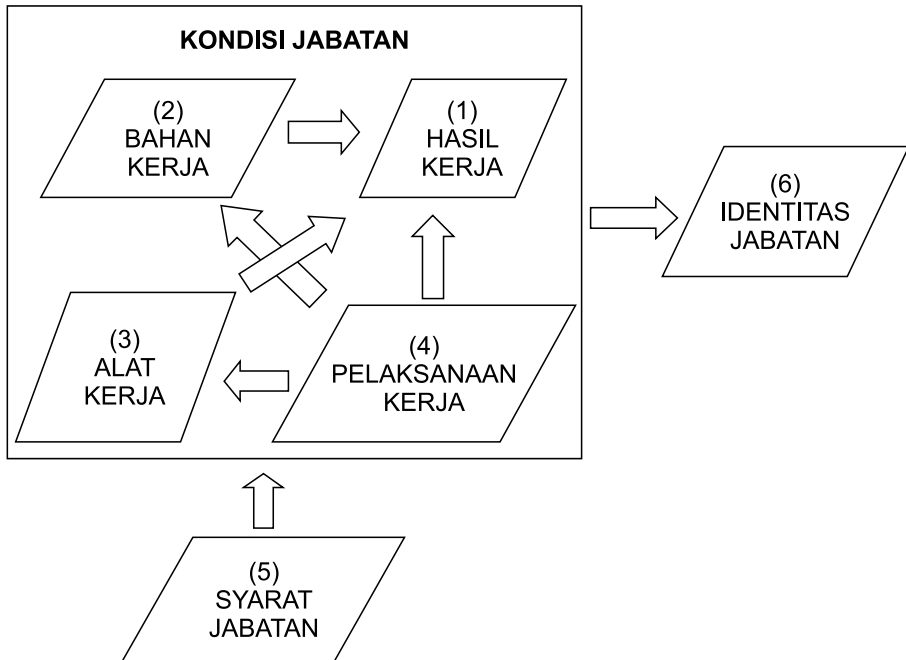 KONDISI JABATAN
(2)
BAHAN
KERJA
(1)
HASIL
KERJA
(6)
IDENTITAS
JABATAN
(3)
ALAT
KERJA
(4)
PELAKSANAAN
KERJA
(5)
SYARAT
JABATAN